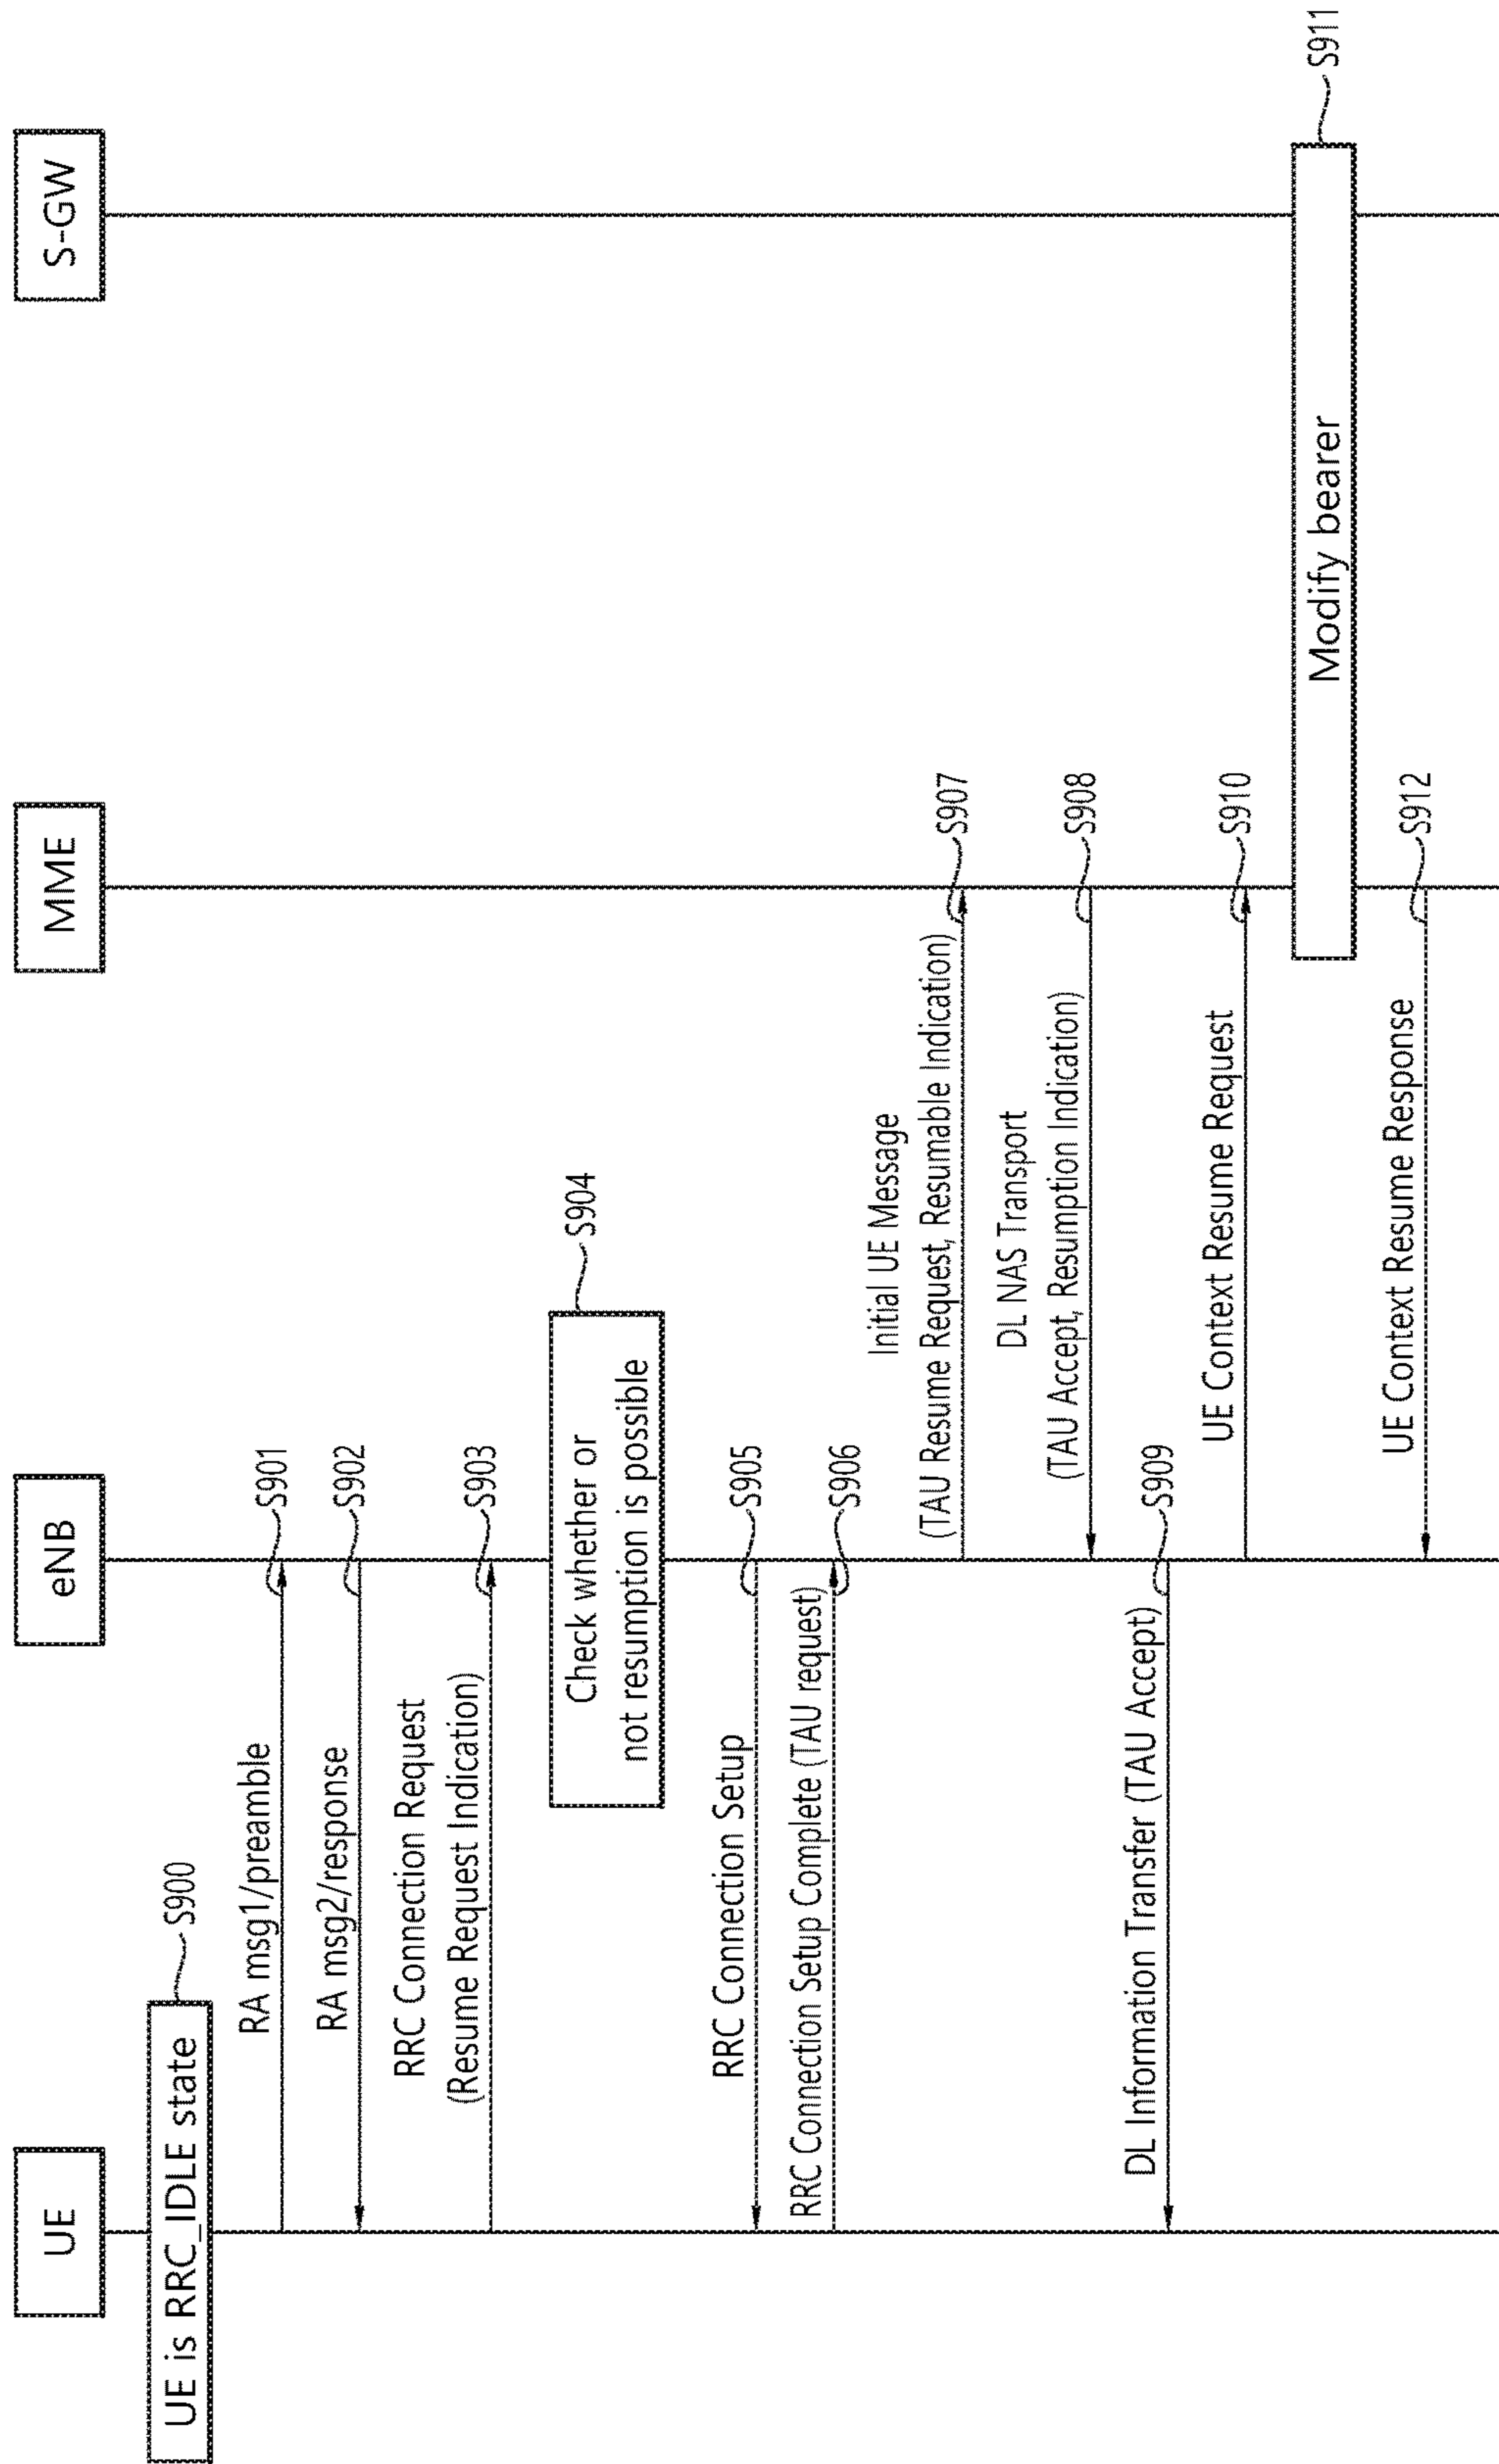 UE
eNB
MME
S-GW
UE is RRC_IDLE state
S900
RA msg1/preamble
S901
RA msg2/response
S902
RRC Connection Request
(Resume Request Indication)
S903
Check whether or
not resumption is possible
S904
RRC Connection Setup
S905
RRC Connection Setup Complete (TAU request)
S906
Initial UE Message
(TAU Resume Request, Resumable Indication)
S907
DL NAS Transport
(TAU Accept, Resumption Indication)
S908
DL Information Transfer (TAU Accept)
S909
UE Context Resume Request
S910
Modify bearer
S911
UE Context Resume Response
S912